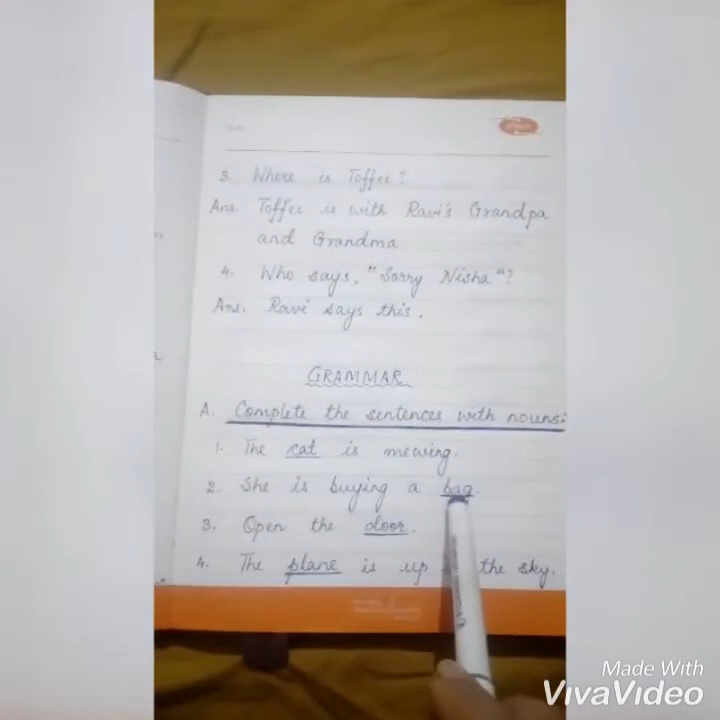 3. Where is Toffee?
Ans. Toffee is with Ravi's Grandpa
and Grandma.
4. Who says, "Sorry Nisha"?
Ans. Ravi says this.
GRAMMAR
A. Complete the sentences with nouns:
1. The cat is mewing.
2. She is buying a bag.
3. Open the door.
4. The plane is up the sky.
Made With
VivaVideo